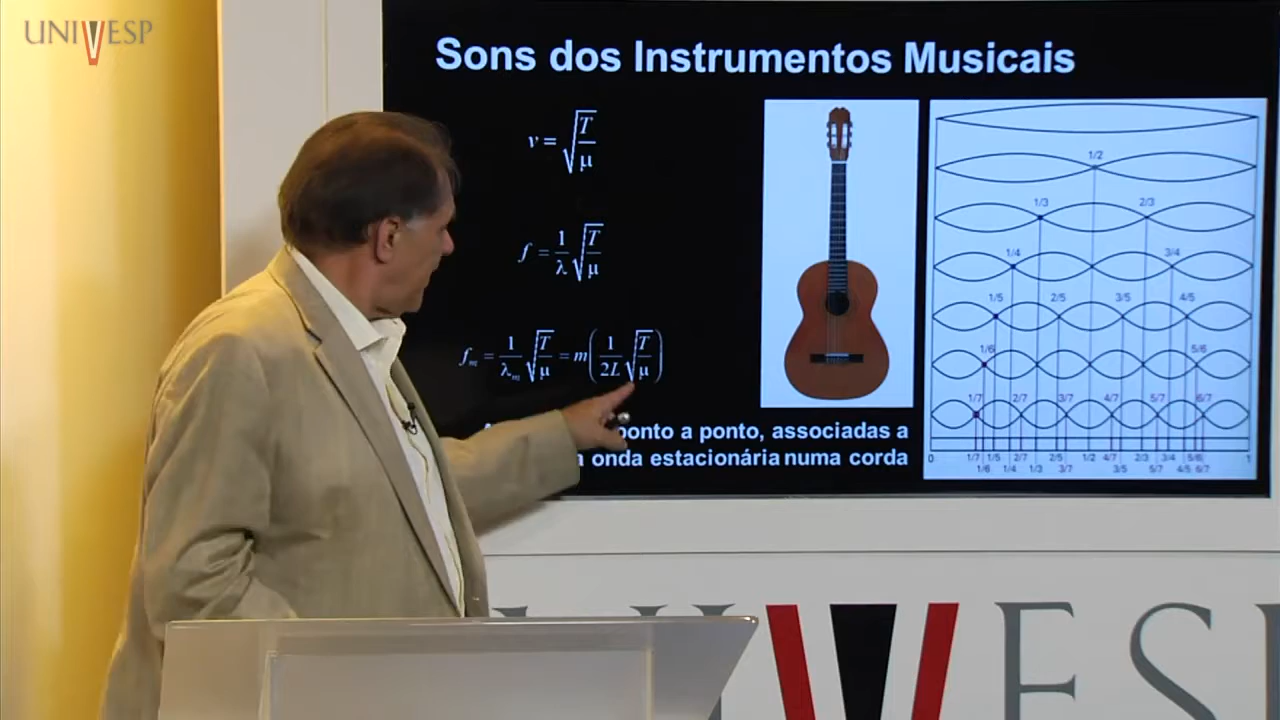 UNIVESP
Sons dos Instrumentos Musicais
v = √(T/μ)
f = 1/λ √(T/μ)
fₘ = 1/λₘ √(T/μ) = m(1/2L √(T/μ))
ponto a ponto, associadas a
onda estacionária numa corda
1/2
1/3 2/3
1/4 3/4
1/5 2/5 3/5 4/5
1/6 5/6
1/7 2/7 3/7 4/7 5/7 6/7
0 1/7 1/5 2/7 2/5 1/2 4/7 2/3 3/4 5/6 1
1/6 1/4 1/3 3/7 3/5 5/7 4/5 6/7
ESP